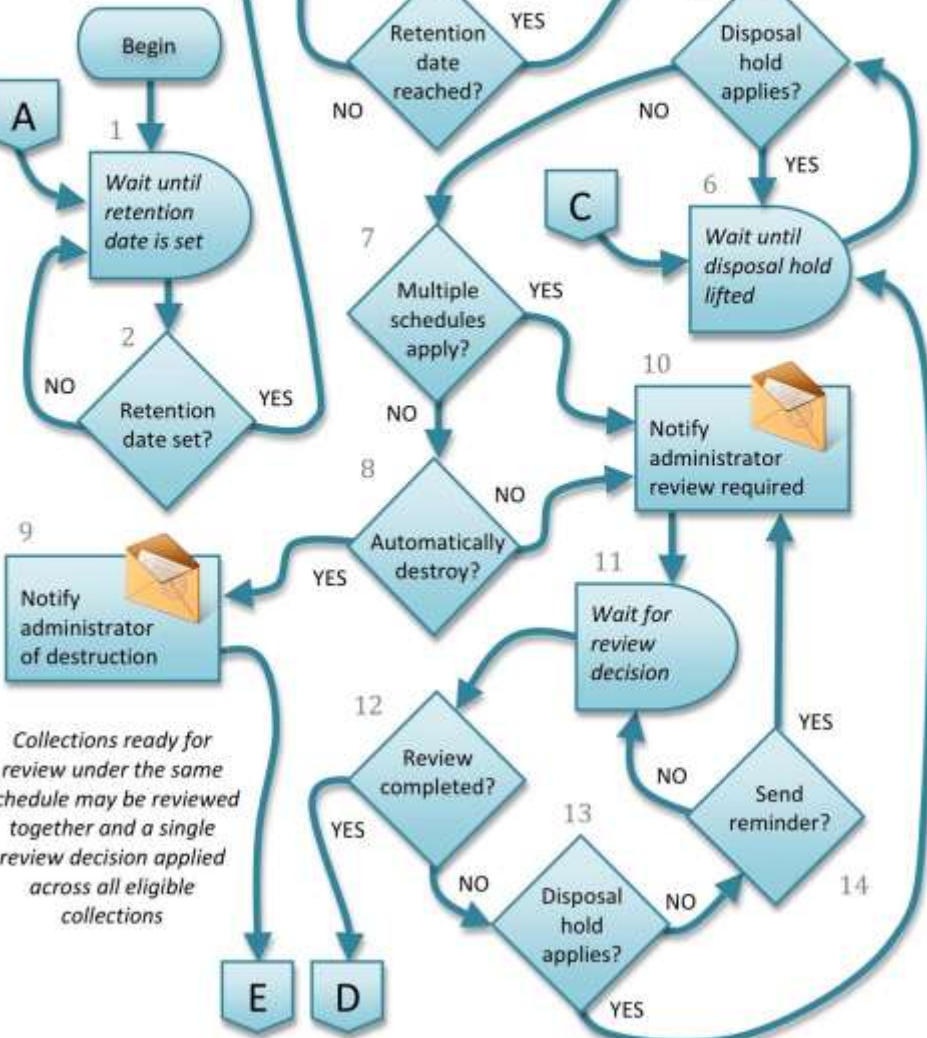 Begin
A
1
Wait until
retention
date is set
2
Retention
date set?
NO
YES
Retention
date
reached?
YES
NO
Disposal
hold
applies?
NO
YES
6
C
Wait until
disposal hold
lifted
7
Multiple
schedules
apply?
YES
NO
8
Automatically
destroy?
NO
YES
9
Notify
administrator
of destruction
10
Notify
administrator
review required
11
Wait for
review
decision
12
Review
completed?
YES
NO
13
Disposal
hold
applies?
NO
YES
Send
reminder?
NO
YES
14
Collections ready for
review under the same
chedule may be reviewed
together and a single
review decision applied
across all eligible
collections
E
D